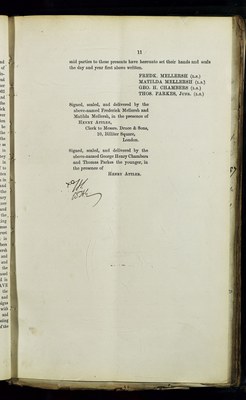 11
said parties to these presents have hereunto set their hands and seals
the day and year first above written.
FREDK. MELLERSH (L.S.)
MATILDA MELLERSH (L.S.)
GEO. H. CHAMBERS (L.S.)
THOS. PARKES, Junr. (L.S.)
Signed, sealed, and delivered by the
above-named Frederick Mellersh and
Matilda Mellersh, in the presence of
HENRY ATTLEE,
Clerk to Messrs. Druce & Sons,
10, Billiter Square,
London.
Signed, sealed, and delivered by the
above-named George Henry Chambers
and Thomas Parkes the younger, in
the presence of
HENRY ATTLEE.